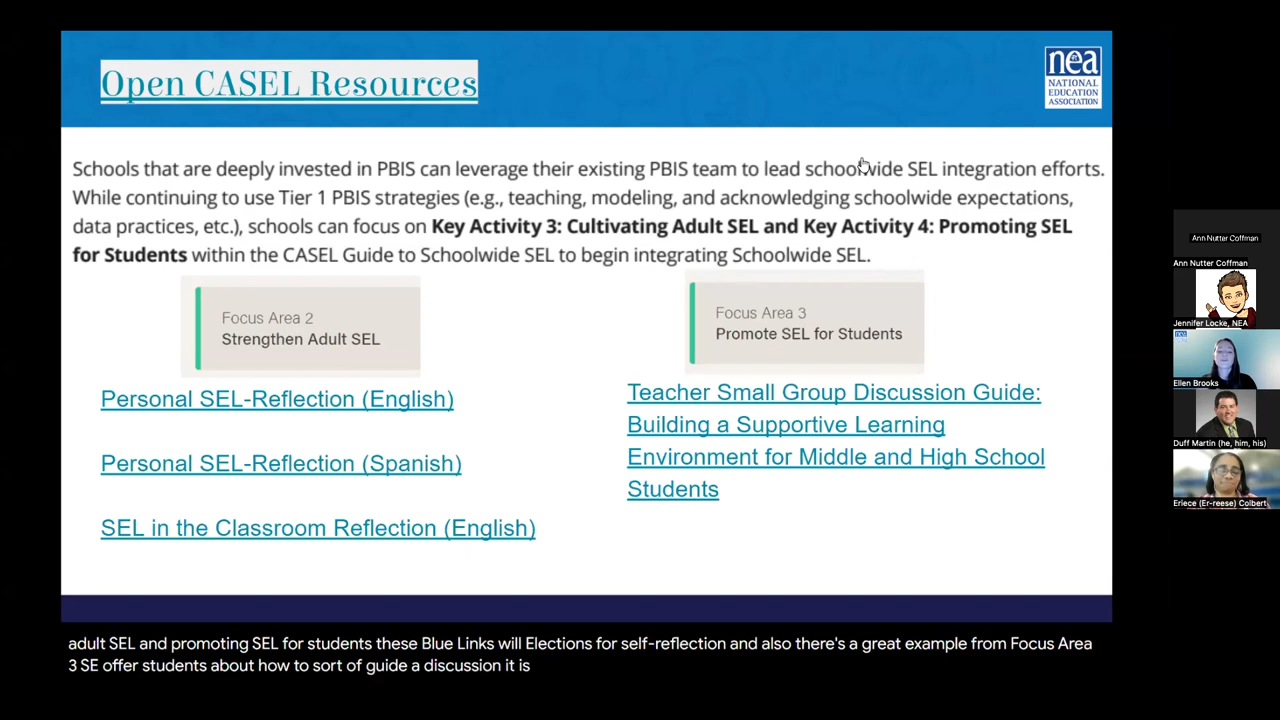 Open CASEL Resources
nea
NATIONAL
EDUCATION
ASSOCIATION
Schools that are deeply invested in PBIS can leverage their existing PBIS team to lead schoolwide SEL integration efforts.
While continuing to use Tier 1 PBIS strategies (e.g., teaching, modeling, and acknowledging schoolwide expectations,
data practices, etc.), schools can focus on Key Activity 3: Cultivating Adult SEL and Key Activity 4: Promoting SEL
for Students within the CASEL Guide to Schoolwide SEL to begin integrating Schoolwide SEL.
Focus Area 2
Strengthen Adult SEL
Personal SEL-Reflection (English)
Personal SEL-Reflection (Spanish)
SEL in the Classroom Reflection (English)
Focus Area 3
Promote SEL for Students
Teacher Small Group Discussion Guide:
Building a Supportive Learning
Environment for Middle and High School
Students
Ann Nutter Coffman
Ann Nutter Coffman
Jennifer Locke, NEA
nea
Ellen Brooks
Duff Martin (he, him, his)
Eriece (Er-reese) Colbert
adult SEL and promoting SEL for students these Blue Links will Elections for self-reflection and also there's a great example from Focus Area
3 SE offer students about how to sort of guide a discussion it is